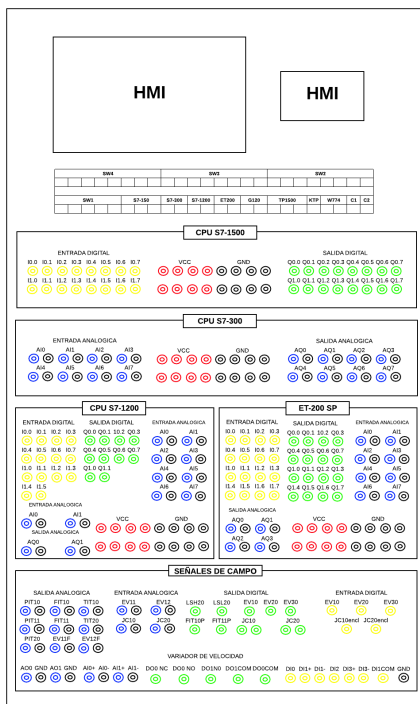 HMI
HMI
SW4 SW3 SW2
SW1 S7-150 S7-300 S7-1200 ET200 G120 TP1500 KTP W774 C1 C2
CPU S7-1500
ENTRADA DIGITAL
SALIDA DIGITAL
I0.0 I0.1 I0.2 I0.3 I0.4 I0.5 I0.6 I0.7
VCC GND
Q0.0 Q0.1 Q0.2 Q0.3 Q0.4 Q0.5 Q0.6 Q0.7
I1.0 I1.1 I1.2 I1.3 I1.4 I1.5 I1.6 I1.7
Q1.0 Q1.1 Q1.2 Q1.3 Q1.4 Q1.5 Q1.6 Q1.7
CPU S7-300
ENTRADA ANALOGICA
SALIDA ANALOGICA
AI0 AI1 AI2 AI3
VCC GND
AQ0 AQ1 AQ2 AQ3
AI4 AI5 AI6 AI7
AQ4 AQ5 AQ6 AQ7
CPU S7-1200
ENTRADA DIGITAL SALIDA DIGITAL ENTRADA ANALOGICA
I0.0 I0.1 I0.2 I0.3 Q0.0 Q0.1 10.2 Q0.3 AI0 AI1
I0.4 I0.5 I0.6 I0.7 Q0.4 Q0.5 Q0.6 Q0.7 AI2 AI3
I1.0 I1.1 I1.2 I1.3 Q1.0 Q1.1 AI4 AI5
I1.4 I1.5 AI6 AI7
ENTRADA ANALOGICA
AI0 AI1
SALIDA ANALOGICA
VCC GND
AQ0 AQ1
ET-200 SP
ENTRADA DIGITAL SALIDA DIGITAL ENTRADA ANALOGICA
I0.0 I0.1 I0.2 I0.3 Q0.0 Q0.1 10.2 Q0.3 AI0 AI1
I0.4 I0.5 I0.6 I0.7 Q0.4 Q0.5 Q0.6 Q0.7 AI2 AI3
I1.0 I1.1 I1.2 I1.3 Q1.0 Q1.1 Q1.2 Q1.3 AI4 AI5
I1.4 I1.5 I1.6 I1.7 Q1.4 Q1.5 Q1.6 Q1.7 AI6 AI7
SALIDA ANALOGICA
AQ0 AQ1
VCC GND
AQ2 AQ3
SEÑALES DE CAMPO
SALIDA ANALOGICA ENTRADA ANALOGICA SALIDA DIGITAL ENTRADA DIGITAL
PIT10 FIT10 TIT10 EV11 EV12 LSH20 LSL20 EV10 EV20 EV30 EV10 EV20 EV30
PIT11 FIT11 TIT20 JC10 JC20 FIT10P FIT11P JC10 JC20 JC10encl JC20encl
PIT20 EV11F EV12F
VARIADOR DE VELOCIDAD
AO0 GND AO1 GND AI0+ AI0- AI1+ AI1- DO0 NC DO0 NO DO1N0 DO1COM DO0COM DI0 DI1+ DI1- DI2 DI3+ DI3- DI1COM GND